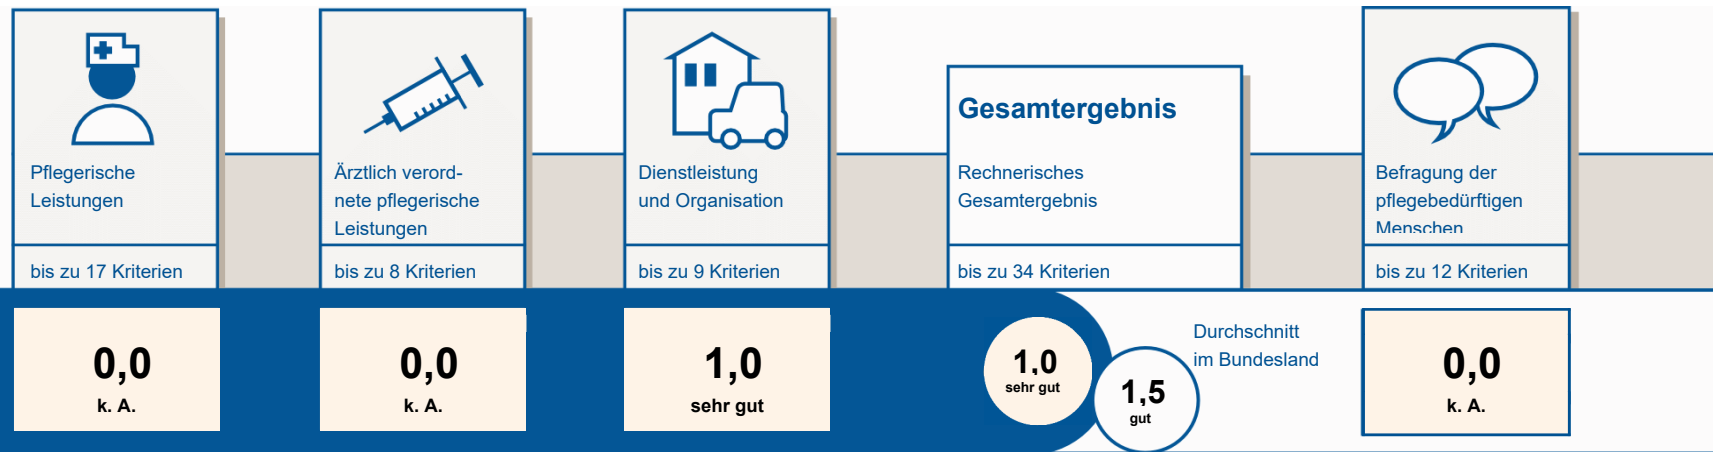 Pflegerische
Leistungen
bis zu 17 Kriterien
0,0
k. A.
Ärztlich verord-
nete pflegerische
Leistungen
bis zu 8 Kriterien
0,0
k. A.
Dienstleistung
und Organisation
bis zu 9 Kriterien
1,0
sehr gut
Gesamtergebnis
Rechnerisches
Gesamtergebnis
bis zu 34 Kriterien
1,0
sehr gut
1,5
gut
Durchschnitt
im Bundesland
Befragung der
pflegebedürftigen
Menschen
bis zu 12 Kriterien
0,0
k. A.